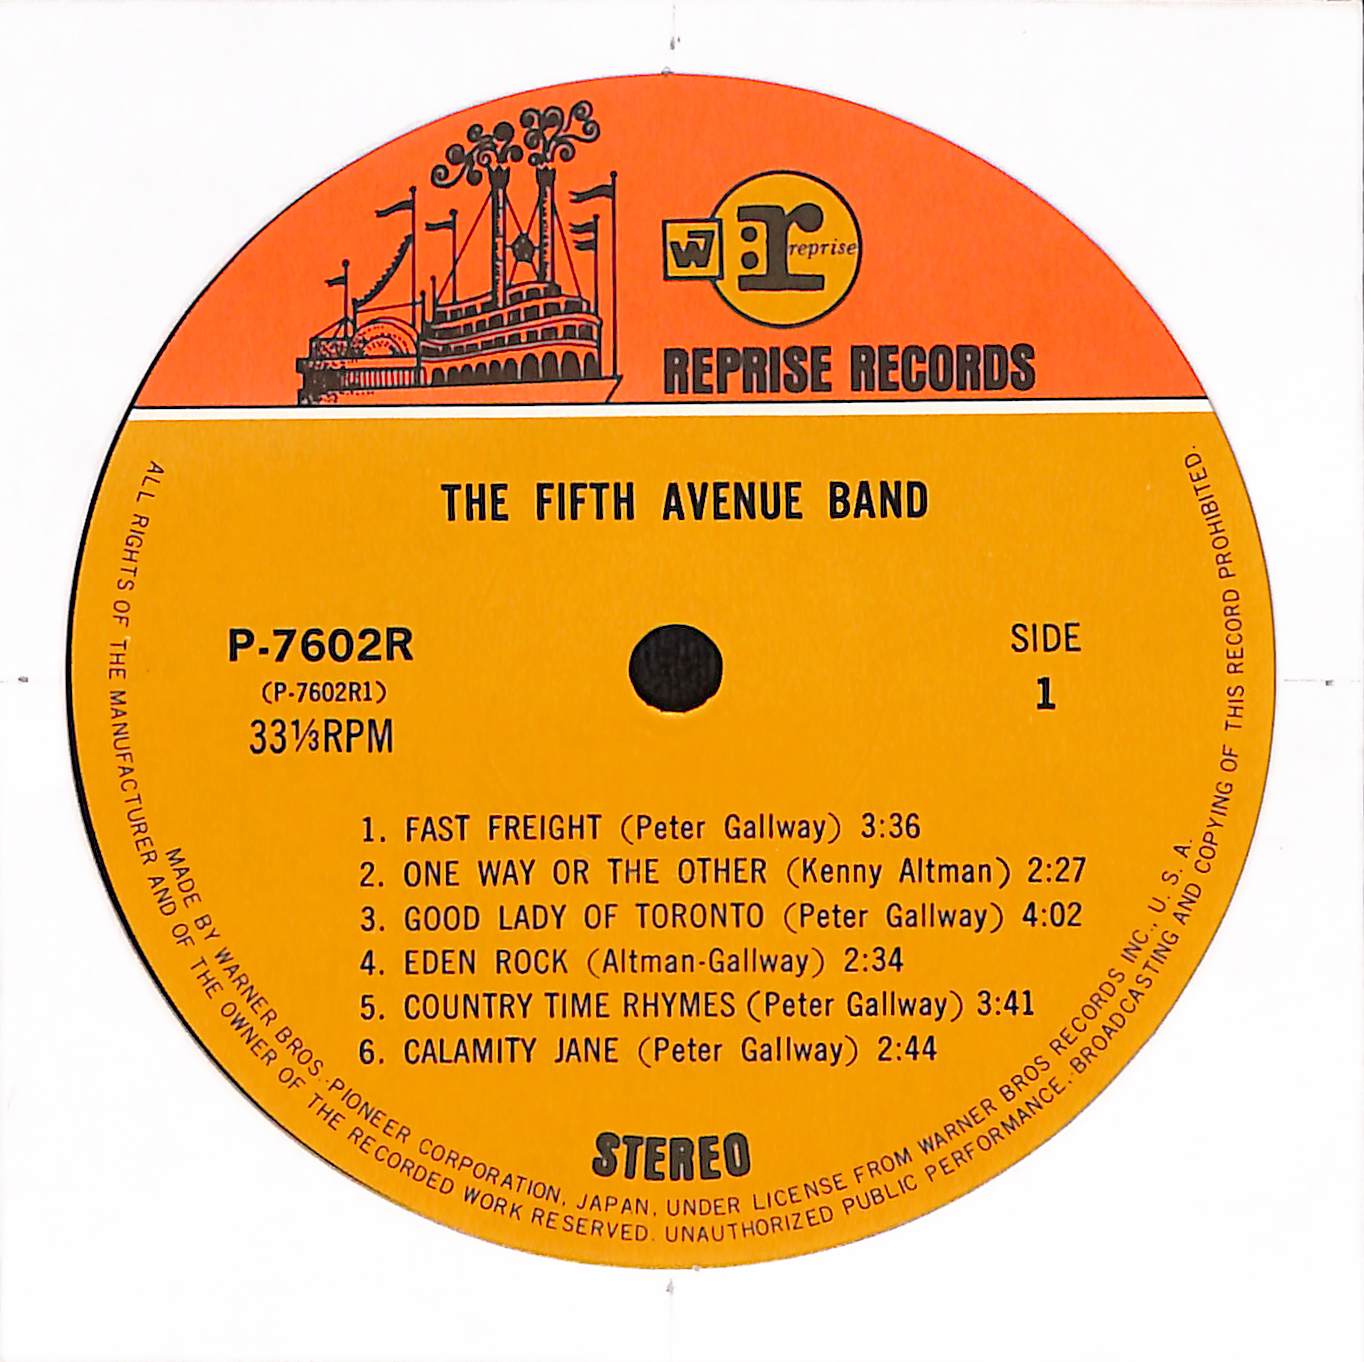 W7
r:
reprise
REPRISE RECORDS
THE FIFTH AVENUE BAND
P-7602R
(P-7602R1)
33⅓RPM
SIDE
1
1. FAST FREIGHT (Peter Gallway) 3:36
2. ONE WAY OR THE OTHER (Kenny Altman) 2:27
3. GOOD LADY OF TORONTO (Peter Gallway) 4:02
4. EDEN ROCK (Altman-Gallway) 2:34
5. COUNTRY TIME RHYMES (Peter Gallway) 3:41
6. CALAMITY JANE (Peter Gallway) 2:44
STEREO
MADE BY WARNER BROS.-PIONEER CORPORATION, JAPAN, UNDER LICENSE FROM WARNER BROS RECORDS INC., U. S. A.
ALL RIGHTS OF THE MANUFACTURER AND OF THE OWNER OF THE RECORDED WORK RESERVED. UNAUTHORIZED PUBLIC PERFORMANCE, BROADCASTING AND COPYING OF THIS RECORD PROHIBITED.